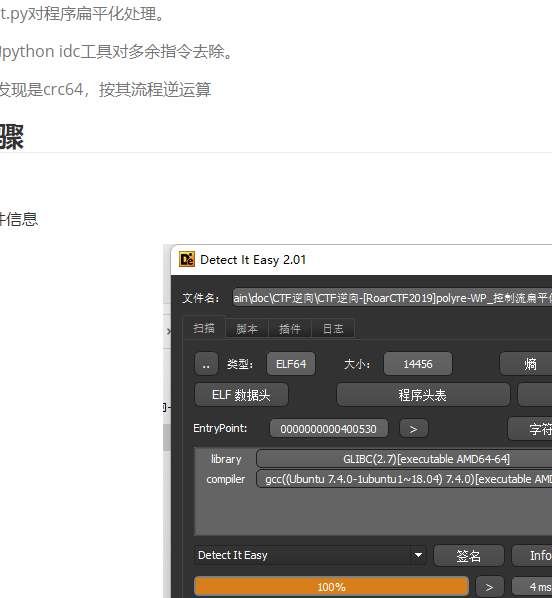 t.py对程序扁平化处理。
python idc工具对多余指令去除。
发现是crc64，按其流程逆运算
骤
件信息
Detect It Easy 2.01
文件名： ain\doc\CTF逆向\CTF逆向-[RoarCTF2019]polyre-WP_控制流扁平
扫描 脚本 插件 日志
.. 类型： ELF64 大小： 14456 熵
ELF 数据头 程序头表
EntryPoint: 0000000000400530 > 字符
library GLIBC(2.7)[executable AMD64-64]
compiler gcc((Ubuntu 7.4.0-1ubuntu1~18.04) 7.4.0)[executable AMD
Detect It Easy 签名 Info
100% > 4 ms